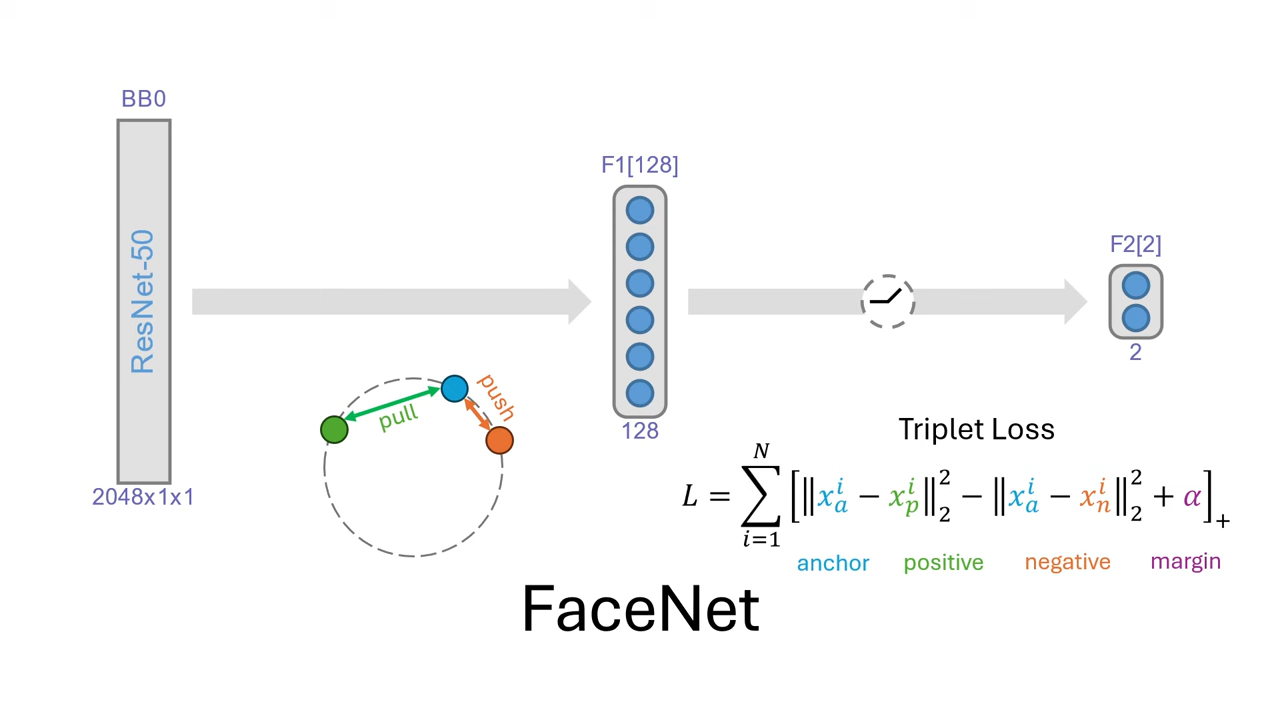 BB0
ResNet-50
2048x1x1
F1[128]
128
F2[2]
2
pull
push
Triplet Loss
L = ∑_{i=1}^{N} [‖x_a^i − x_p^i‖_2^2 − ‖x_a^i − x_n^i‖_2^2 + α]_+
anchor positive negative margin
FaceNet